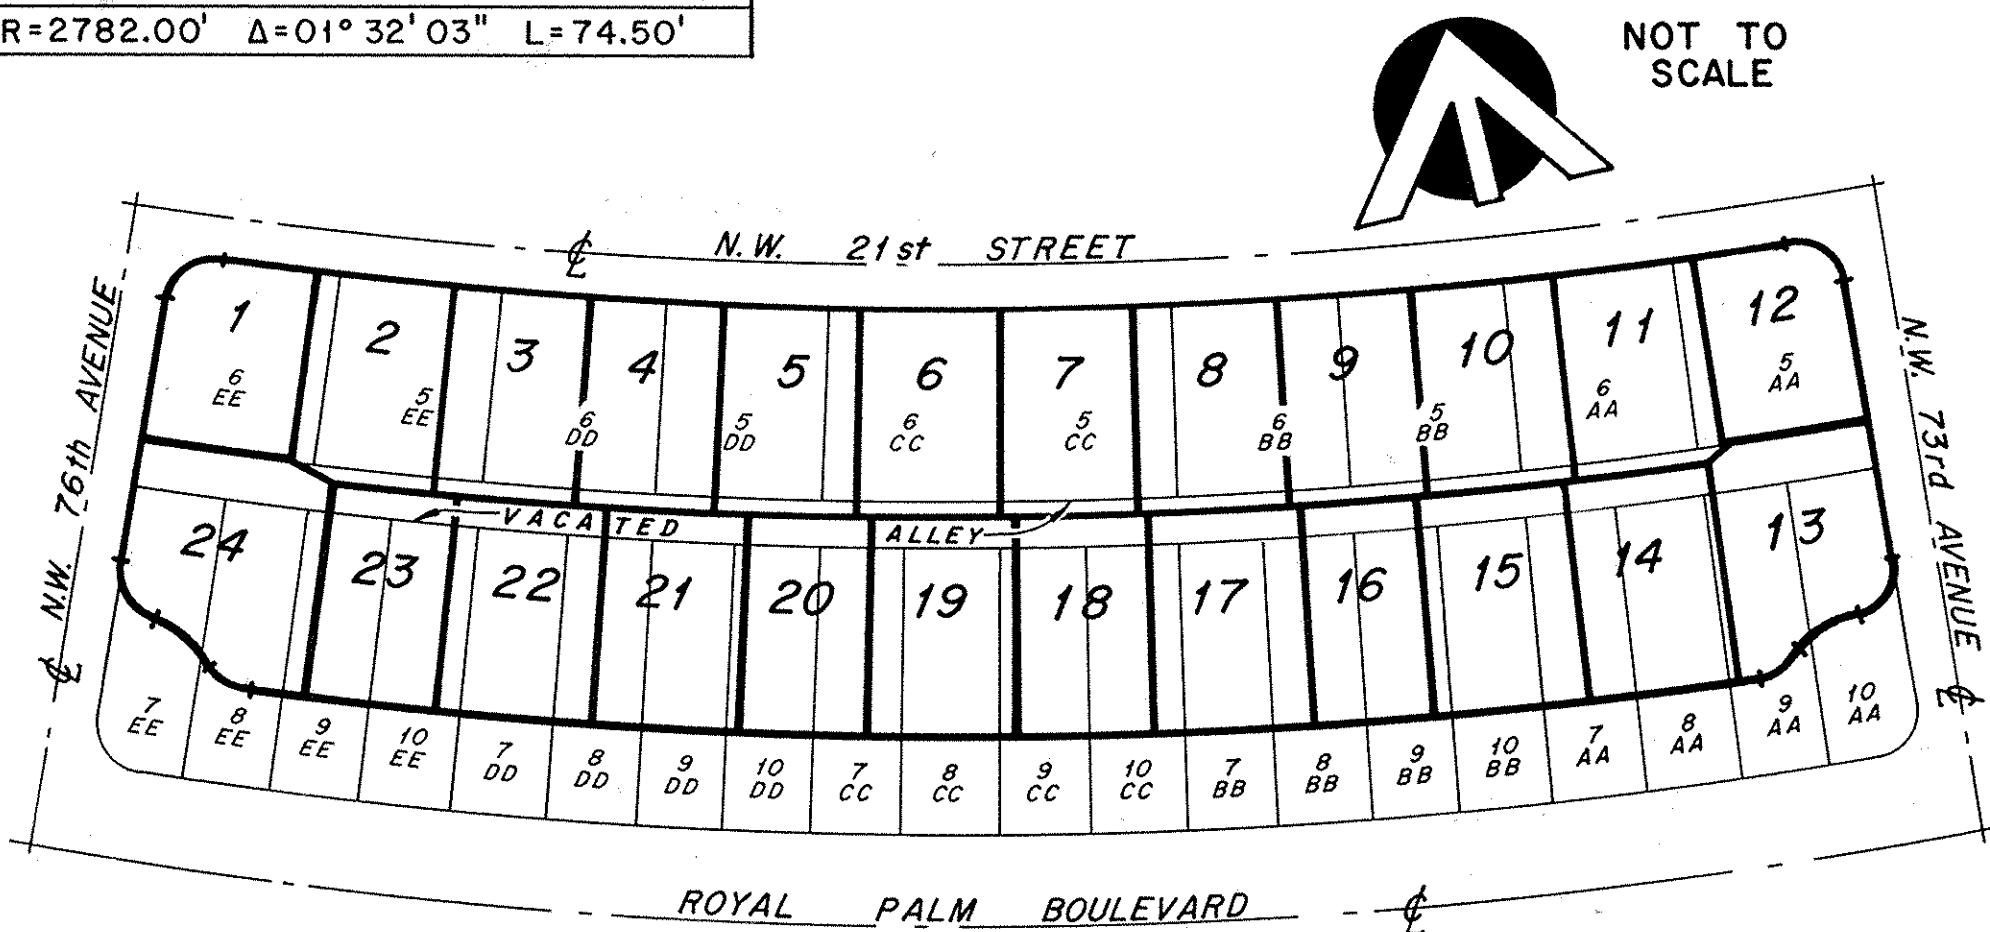 R=2782.00' Δ=01°32'03" L=74.50'
NOT TO
SCALE
N.W. 21st STREET
℄
N.W. 76th AVENUE
℄
N.W. 73rd AVENUE
℄
1 2 3 4 5 6 7 8 9 10 11 12
6
EE
5
EE
6
DD
5
DD
6
CC
5
CC
6
BB
5
BB
6
AA
5
AA
VACATED ALLEY
24 23 22 21 20 19 18 17 16 15 14 13
7
EE
8
EE
9
EE
10
EE
7
DD
8
DD
9
DD
10
DD
7
CC
8
CC
9
CC
10
CC
7
BB
8
BB
9
BB
10
BB
7
AA
8
AA
9
AA
10
AA
ROYAL PALM BOULEVARD
℄